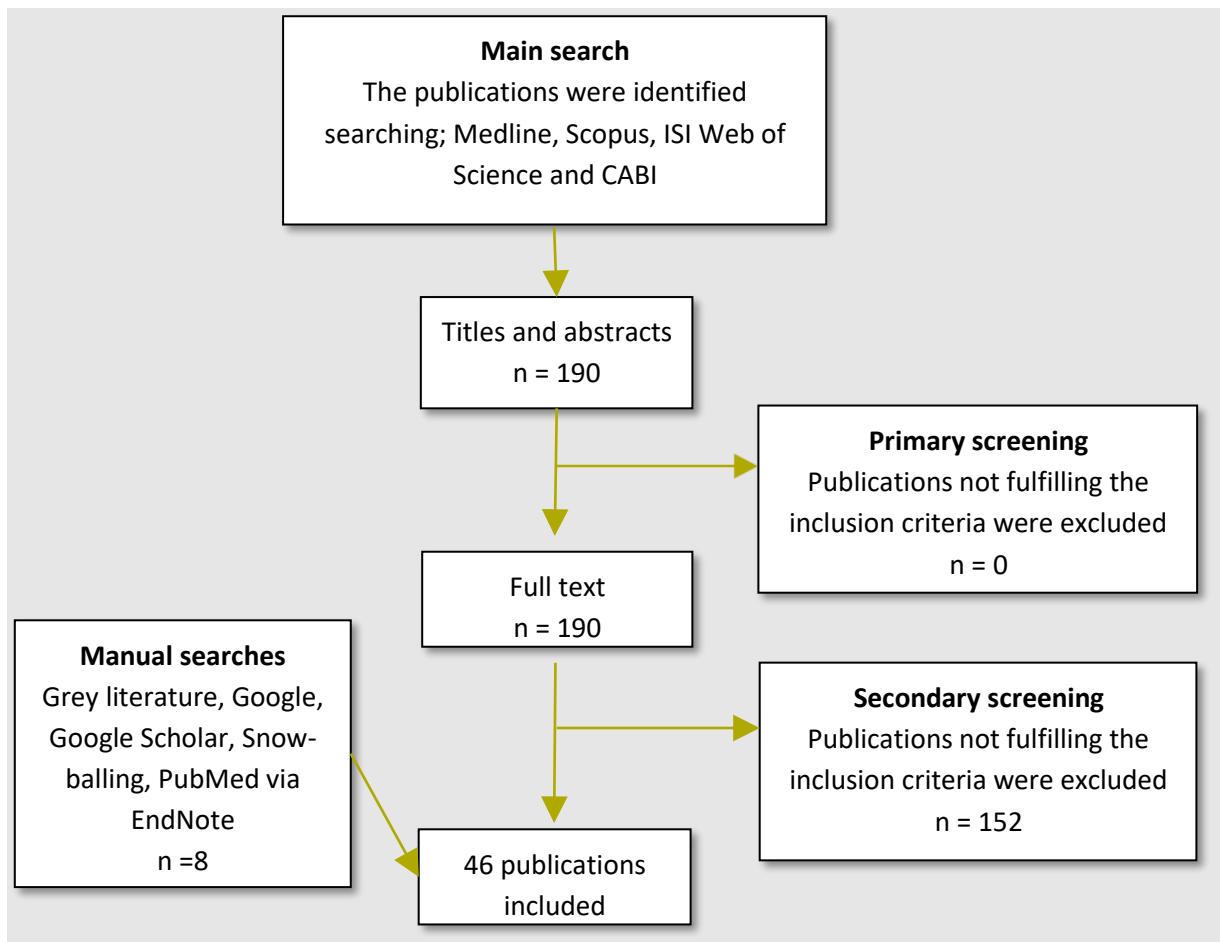 Main search
The publications were identified
searching; Medline, Scopus, ISI Web of
Science and CABI
Titles and abstracts
n = 190
Primary screening
Publications not fulfilling the
inclusion criteria were excluded
n = 0
Full text
n = 190
Manual searches
Grey literature, Google,
Google Scholar, Snow-
balling, PubMed via
EndNote
n =8
Secondary screening
Publications not fulfilling the
inclusion criteria were excluded
n = 152
46 publications
included